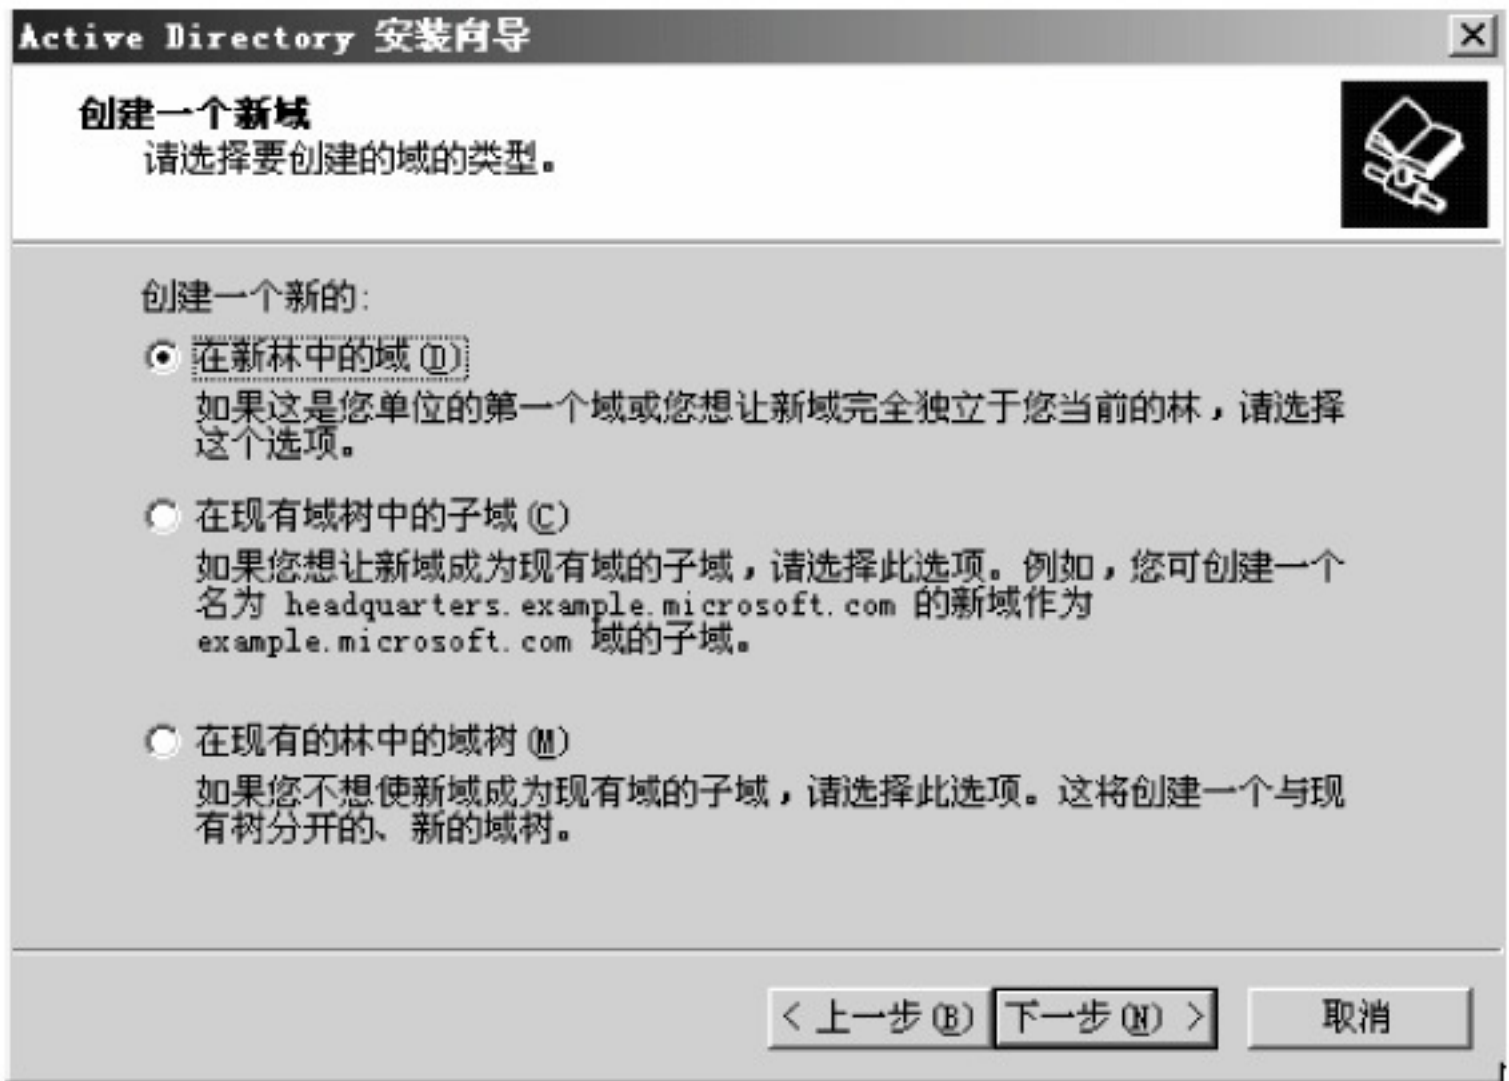 Active Directory 安装向导
创建一个新域
请选择要创建的域的类型。
创建一个新的:
在新林中的域(D)
如果这是您单位的第一个域或您想让新域完全独立于您当前的林，请选择
这个选项。
在现有域树中的子域(C)
如果您想让新域成为现有域的子域，请选择此选项。例如，您可创建一个
名为 headquarters.example.microsoft.com 的新域作为
example.microsoft.com 域的子域。
在现有的林中的域树(M)
如果您不想使新域成为现有域的子域，请选择此选项。这将创建一个与现
有树分开的、新的域树。
< 上一步(B) 下一步(N) > 取消